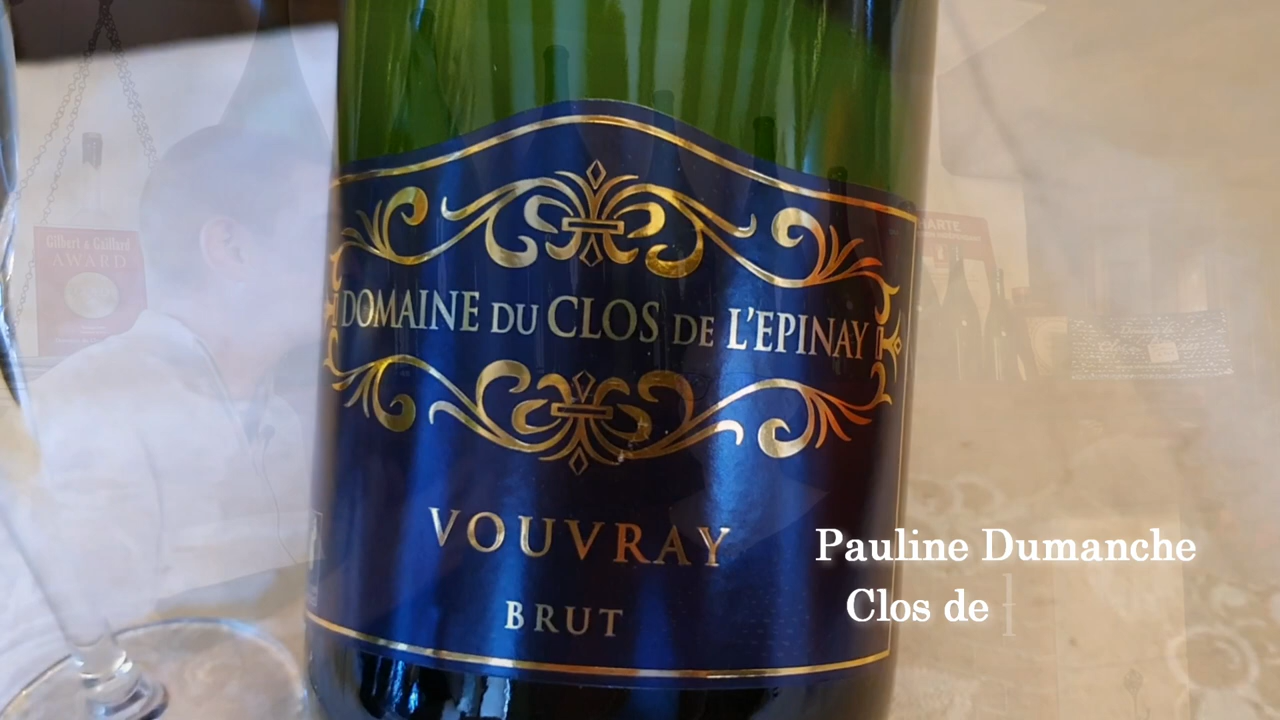 Gilbert & Gaillard
AWARD
DOMAINE DU CLOS DE L'EPINAY
VOUVRAY
BRUT
Pauline Dumanche
Clos de